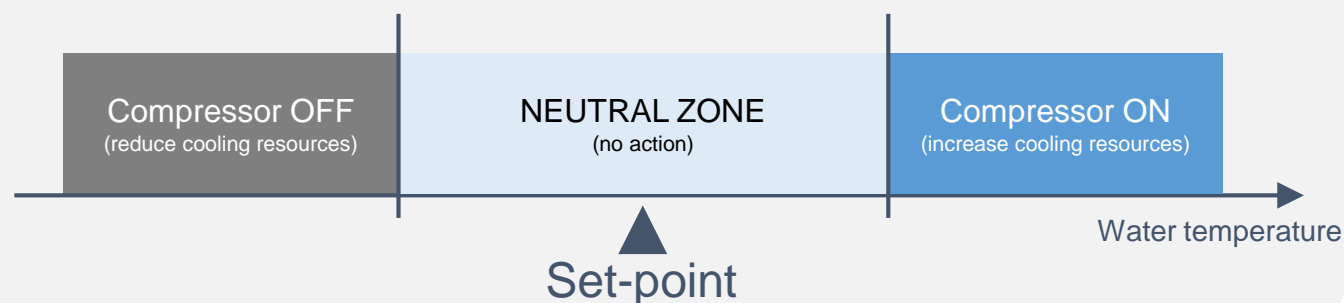 Compressor OFF
(reduce cooling resources)
NEUTRAL ZONE
(no action)
Compressor ON
(increase cooling resources)
Water temperature
Set-point